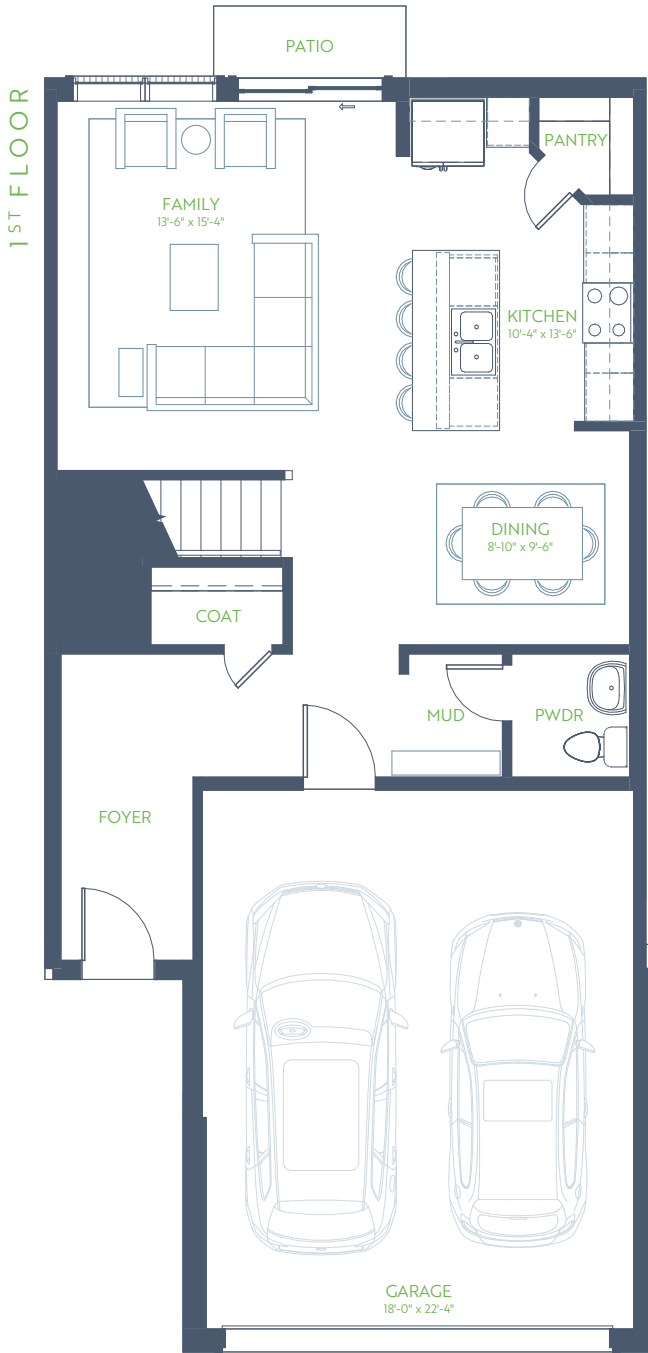 1ST FLOOR
PATIO
PANTRY
FAMILY
13'-6" x 15'-4"
KITCHEN
10'-4" x 13'-6"
DINING
8'-10" x 9'-6"
COAT
MUD
PWDR
FOYER
GARAGE
18'-0" x 22'-4"